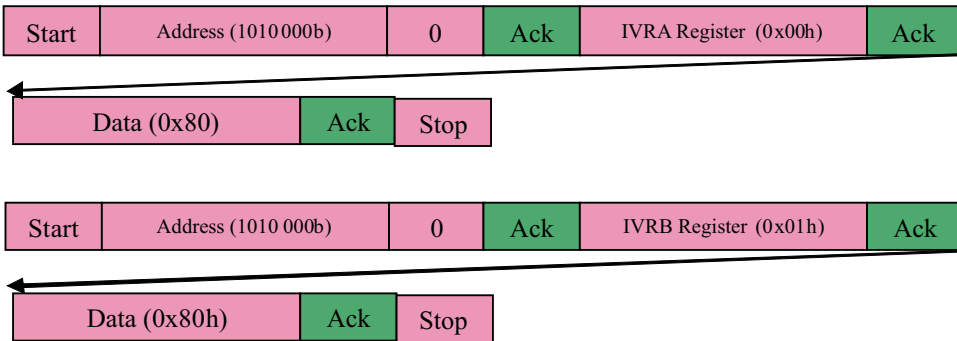 Start Address (1010 000b) 0 Ack IVRA Register (0x00h) Ack
Data (0x80) Ack Stop
Start Address (1010 000b) 0 Ack IVRB Register (0x01h) Ack
Data (0x80h) Ack Stop